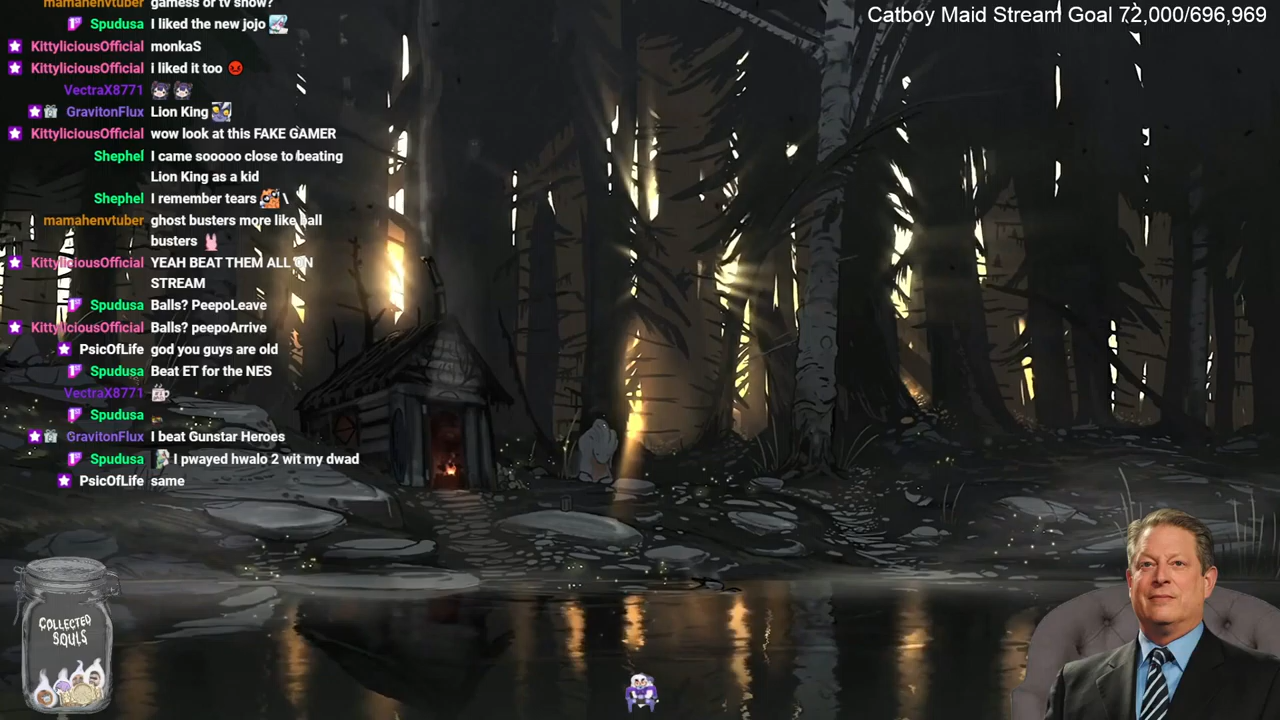 mamahenvtuber gamess or tv show?
Catboy Maid Stream Goal 72,000/696,969
Spudusa I liked the new jojo
KittyliciousOfficial monkaS
KittyliciousOfficial i liked it too
VectraX8771
GravitonFlux Lion King
KittyliciousOfficial wow look at this FAKE GAMER
Shephel I came sooooo close to beating
Lion King as a kid
Shephel I remember tears \
mamahenvtuber ghost busters more like ball
busters
KittyliciousOfficial YEAH BEAT THEM ALL ON
STREAM
Spudusa Balls? PeepoLeave
KittyliciousOfficial Balls? peepoArrive
PsicOfLife god you guys are old
Spudusa Beat ET for the NES
VectraX8771
Spudusa
GravitonFlux I beat Gunstar Heroes
Spudusa I pwayed hwalo 2 wit my dwad
PsicOfLife same
COLLECTED
SOULS